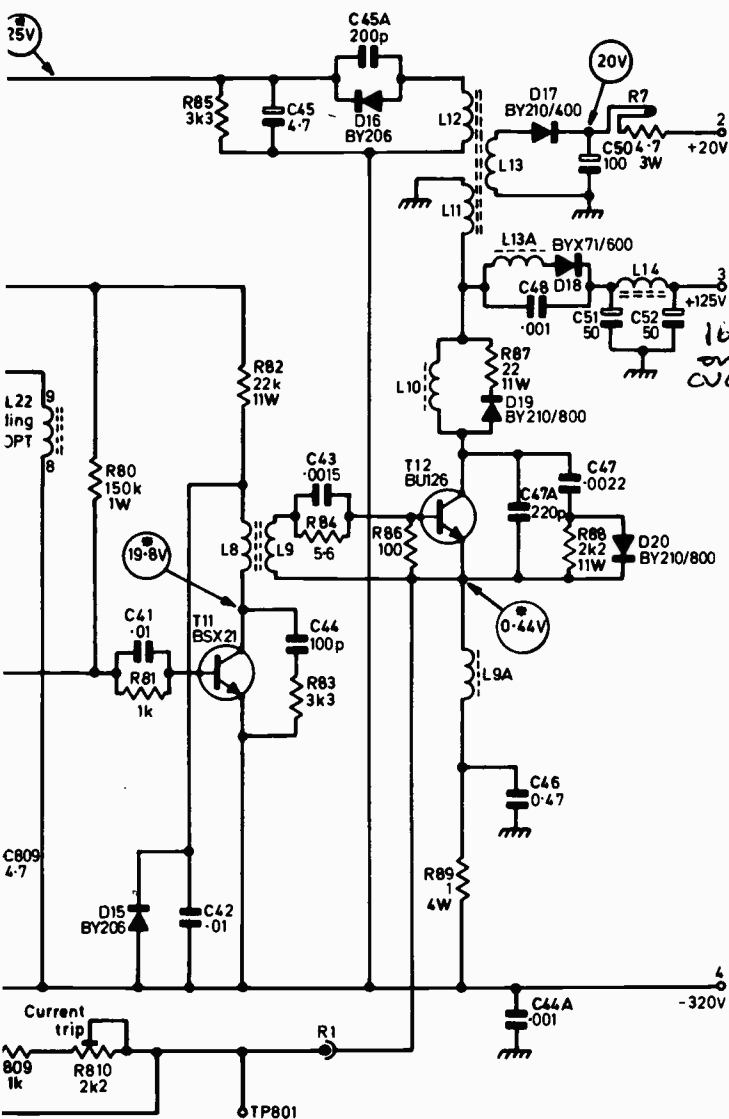 *
25V
C45A
200p
D16
BY206
R85
3k3
C45
4·7
L12
D17
BY210/400
20V
R7
4·7
3W
C50
100
2
+20V
L13
L11
L13A
BYX71/600
D18
C48
·001
L14
3
+125V
C51
50
C52
50
R82
22k
11W
L10
R87
22
11W
D19
BY210/800
L22
9
8
OPT
R80
150k
1W
C43
·0015
R84
5·6
T12
BU126
R86
100
C47A
220p
C47
·0022
R88
2k2
11W
D20
BY210/800
*
19·8V
L8
L9
*
0·44V
C41
·01
R81
1k
T11
BSX21
C44
100p
R83
3k3
L9A
C46
0·47
C809
4·7
D15
BY206
C42
·01
R89
1
4W
4
-320V
C44A
·001
Current
trip
809
1k
R810
2k2
R1
TP801